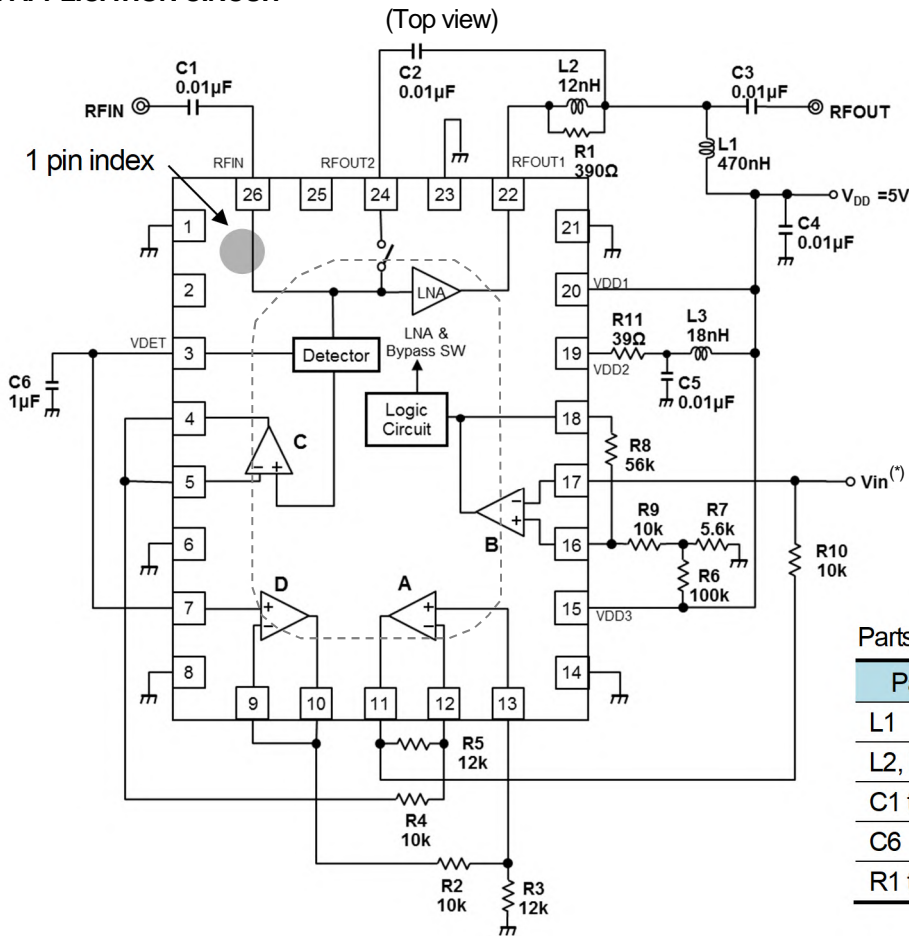 (Top view)
C1
0.01µF
RFIN
C2
0.01µF
L2
12nH
R1
390Ω
C3
0.01µF
RFOUT
L1
470nH
V_DD =5V
C4
0.01µF
1 pin index
RFIN
RFOUT2
RFOUT1
26
25
24
23
22
1
2
VDET
3
4
5
6
7
8
C6
1µF
21
20
VDD1
19
VDD2
18
17
16
15
VDD3
14
R11
39Ω
L3
18nH
C5
0.01µF
LNA
LNA &
Bypass SW
Detector
Logic
Circuit
C
B
D
A
R8
56k
Vin(*)
R9
10k
R7
5.6k
R6
100k
R10
10k
9
10
11
12
13
R5
12k
R4
10k
R2
10k
R3
12k
Parts
P
L1
L2,
C1
C6
R1